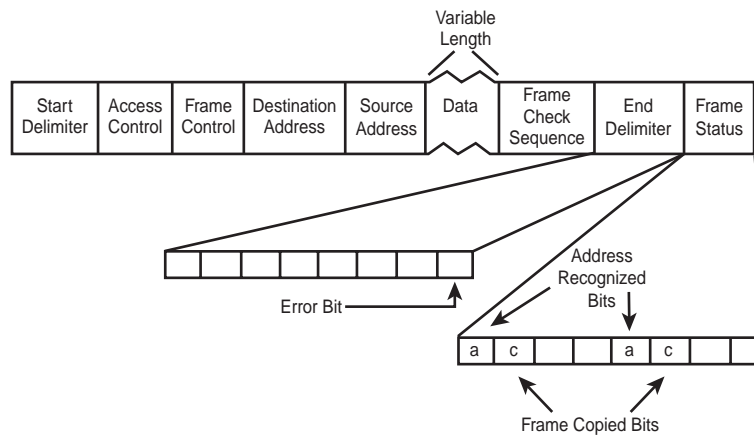 Variable
Length
Start
Delimiter
Access
Control
Frame
Control
Destination
Address
Source
Address
Data
Frame
Check
Sequence
End
Delimiter
Frame
Status
Error Bit
Address
Recognized
Bits
a c a c
Frame Copied Bits